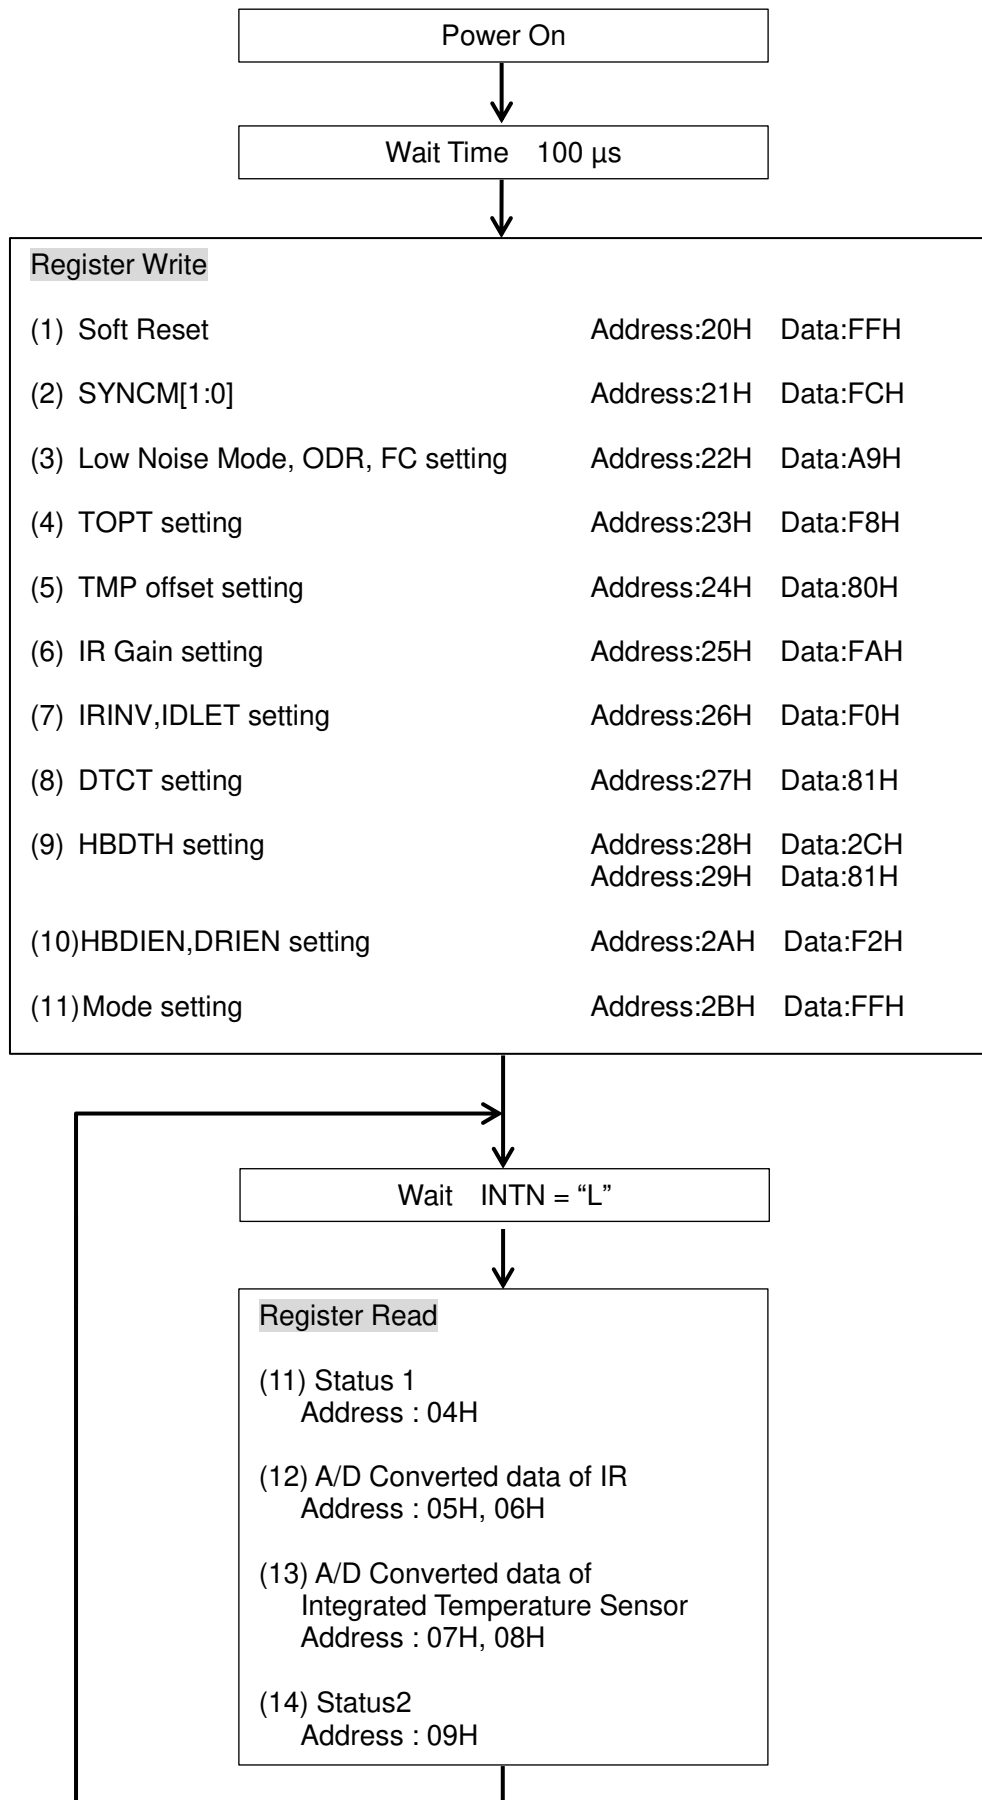 Power On
Wait Time 100 µs
Register Write
(1) Soft Reset Address:20H Data:FFH
(2) SYNCM[1:0] Address:21H Data:FCH
(3) Low Noise Mode, ODR, FC setting Address:22H Data:A9H
(4) TOPT setting Address:23H Data:F8H
(5) TMP offset setting Address:24H Data:80H
(6) IR Gain setting Address:25H Data:FAH
(7) IRINV,IDLET setting Address:26H Data:F0H
(8) DTCT setting Address:27H Data:81H
(9) HBDTH setting Address:28H Data:2CH
Address:29H Data:81H
(10)HBDIEN,DRIEN setting Address:2AH Data:F2H
(11)Mode setting Address:2BH Data:FFH
Wait INTN = “L”
Register Read
(11) Status 1
Address : 04H
(12) A/D Converted data of IR
Address : 05H, 06H
(13) A/D Converted data of
Integrated Temperature Sensor
Address : 07H, 08H
(14) Status2
Address : 09H